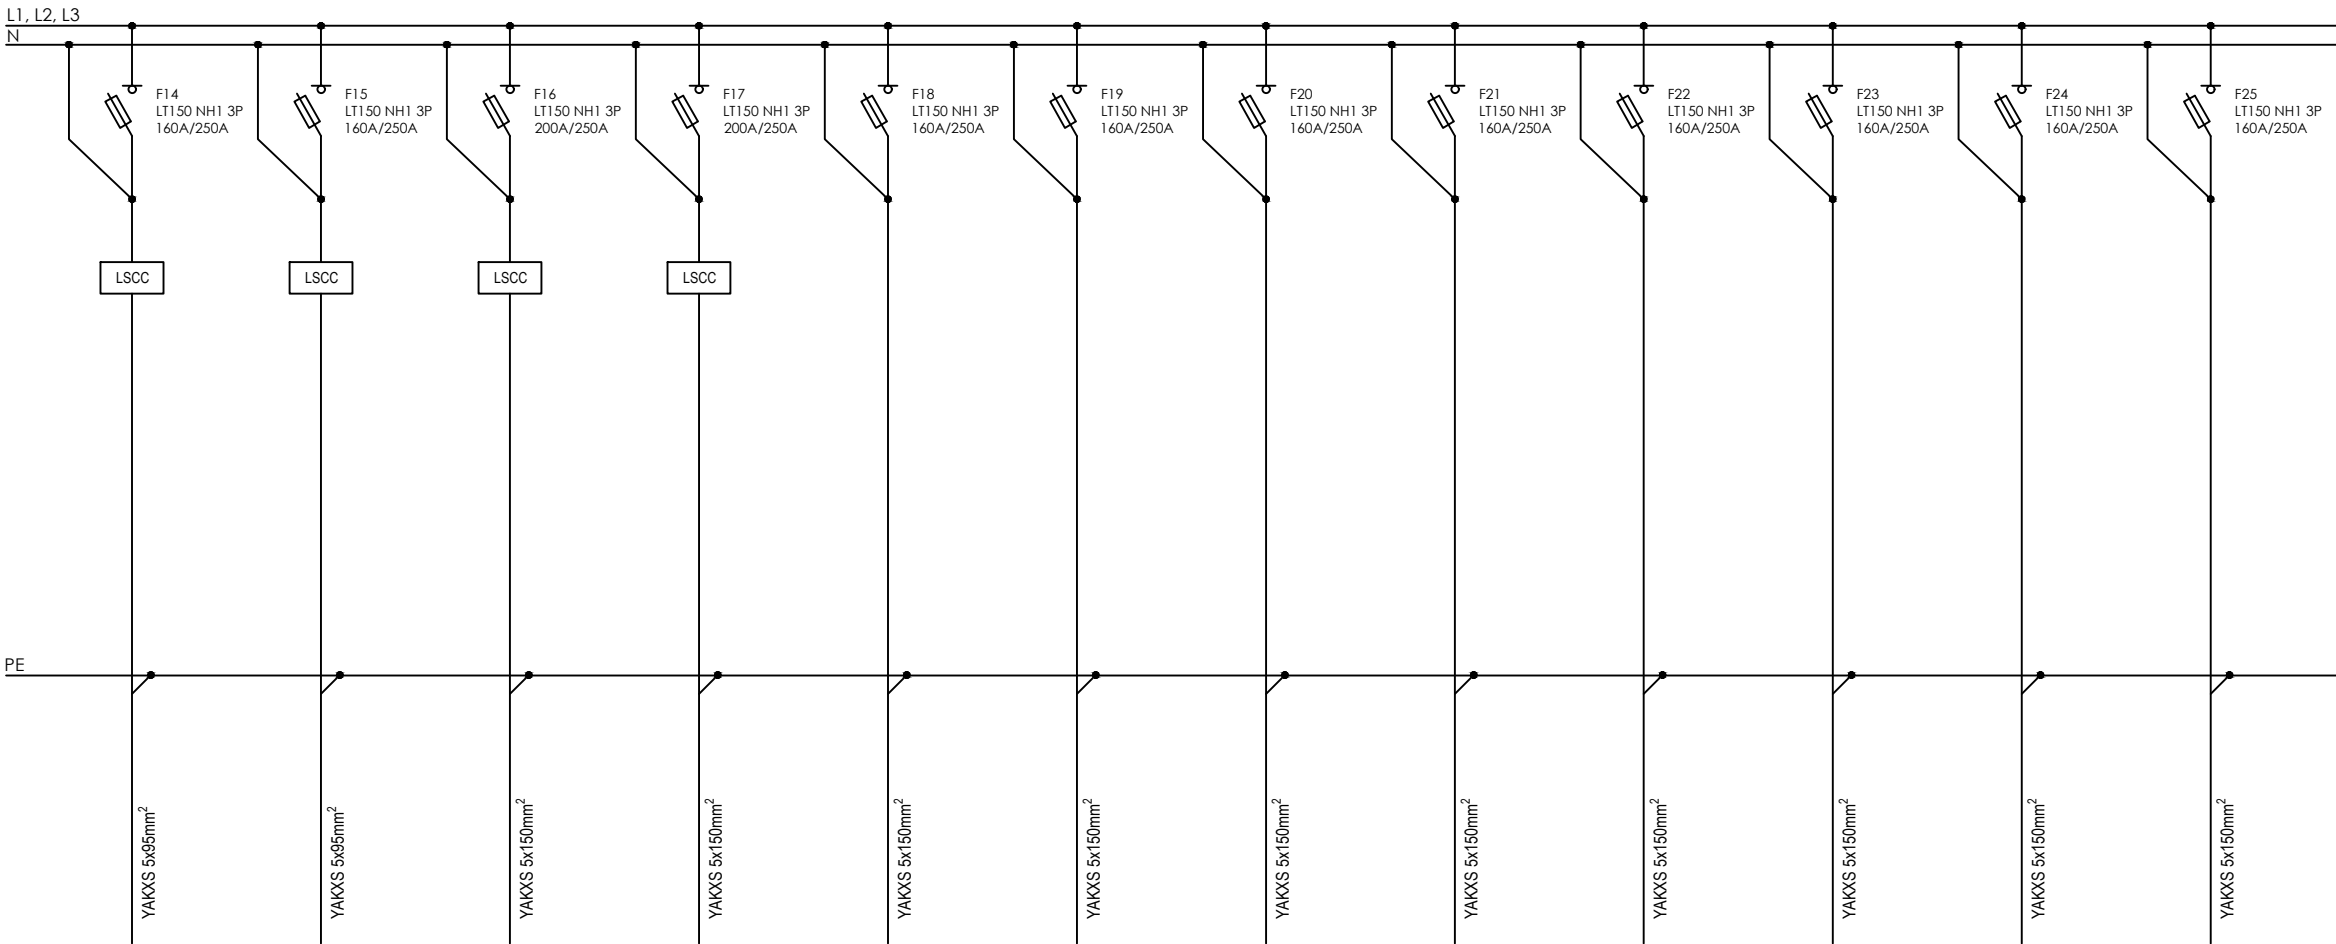 L1, L2, L3
N
F14
LT150 NH1 3P
160A/250A
F15
LT150 NH1 3P
160A/250A
F16
LT150 NH1 3P
200A/250A
F17
LT150 NH1 3P
200A/250A
F18
LT150 NH1 3P
160A/250A
F19
LT150 NH1 3P
160A/250A
F20
LT150 NH1 3P
160A/250A
F21
LT150 NH1 3P
160A/250A
F22
LT150 NH1 3P
160A/250A
F23
LT150 NH1 3P
160A/250A
F24
LT150 NH1 3P
160A/250A
F25
LT150 NH1 3P
160A/250A
LSCC
LSCC
LSCC
LSCC
PE
YAKXS 5x95mm²
YAKXS 5x95mm²
YAKXS 5x150mm²
YAKXS 5x150mm²
YAKXS 5x150mm²
YAKXS 5x150mm²
YAKXS 5x150mm²
YAKXS 5x150mm²
YAKXS 5x150mm²
YAKXS 5x150mm²
YAKXS 5x150mm²
YAKXS 5x150mm²